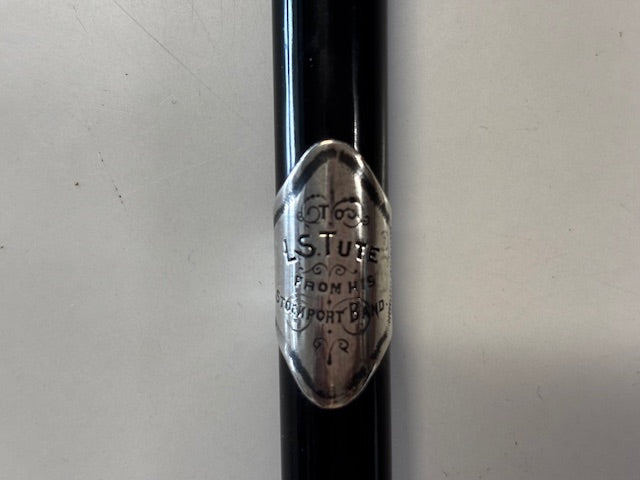 TO
L.S. TUTE
FROM HIS
STOCKPORT BAND.